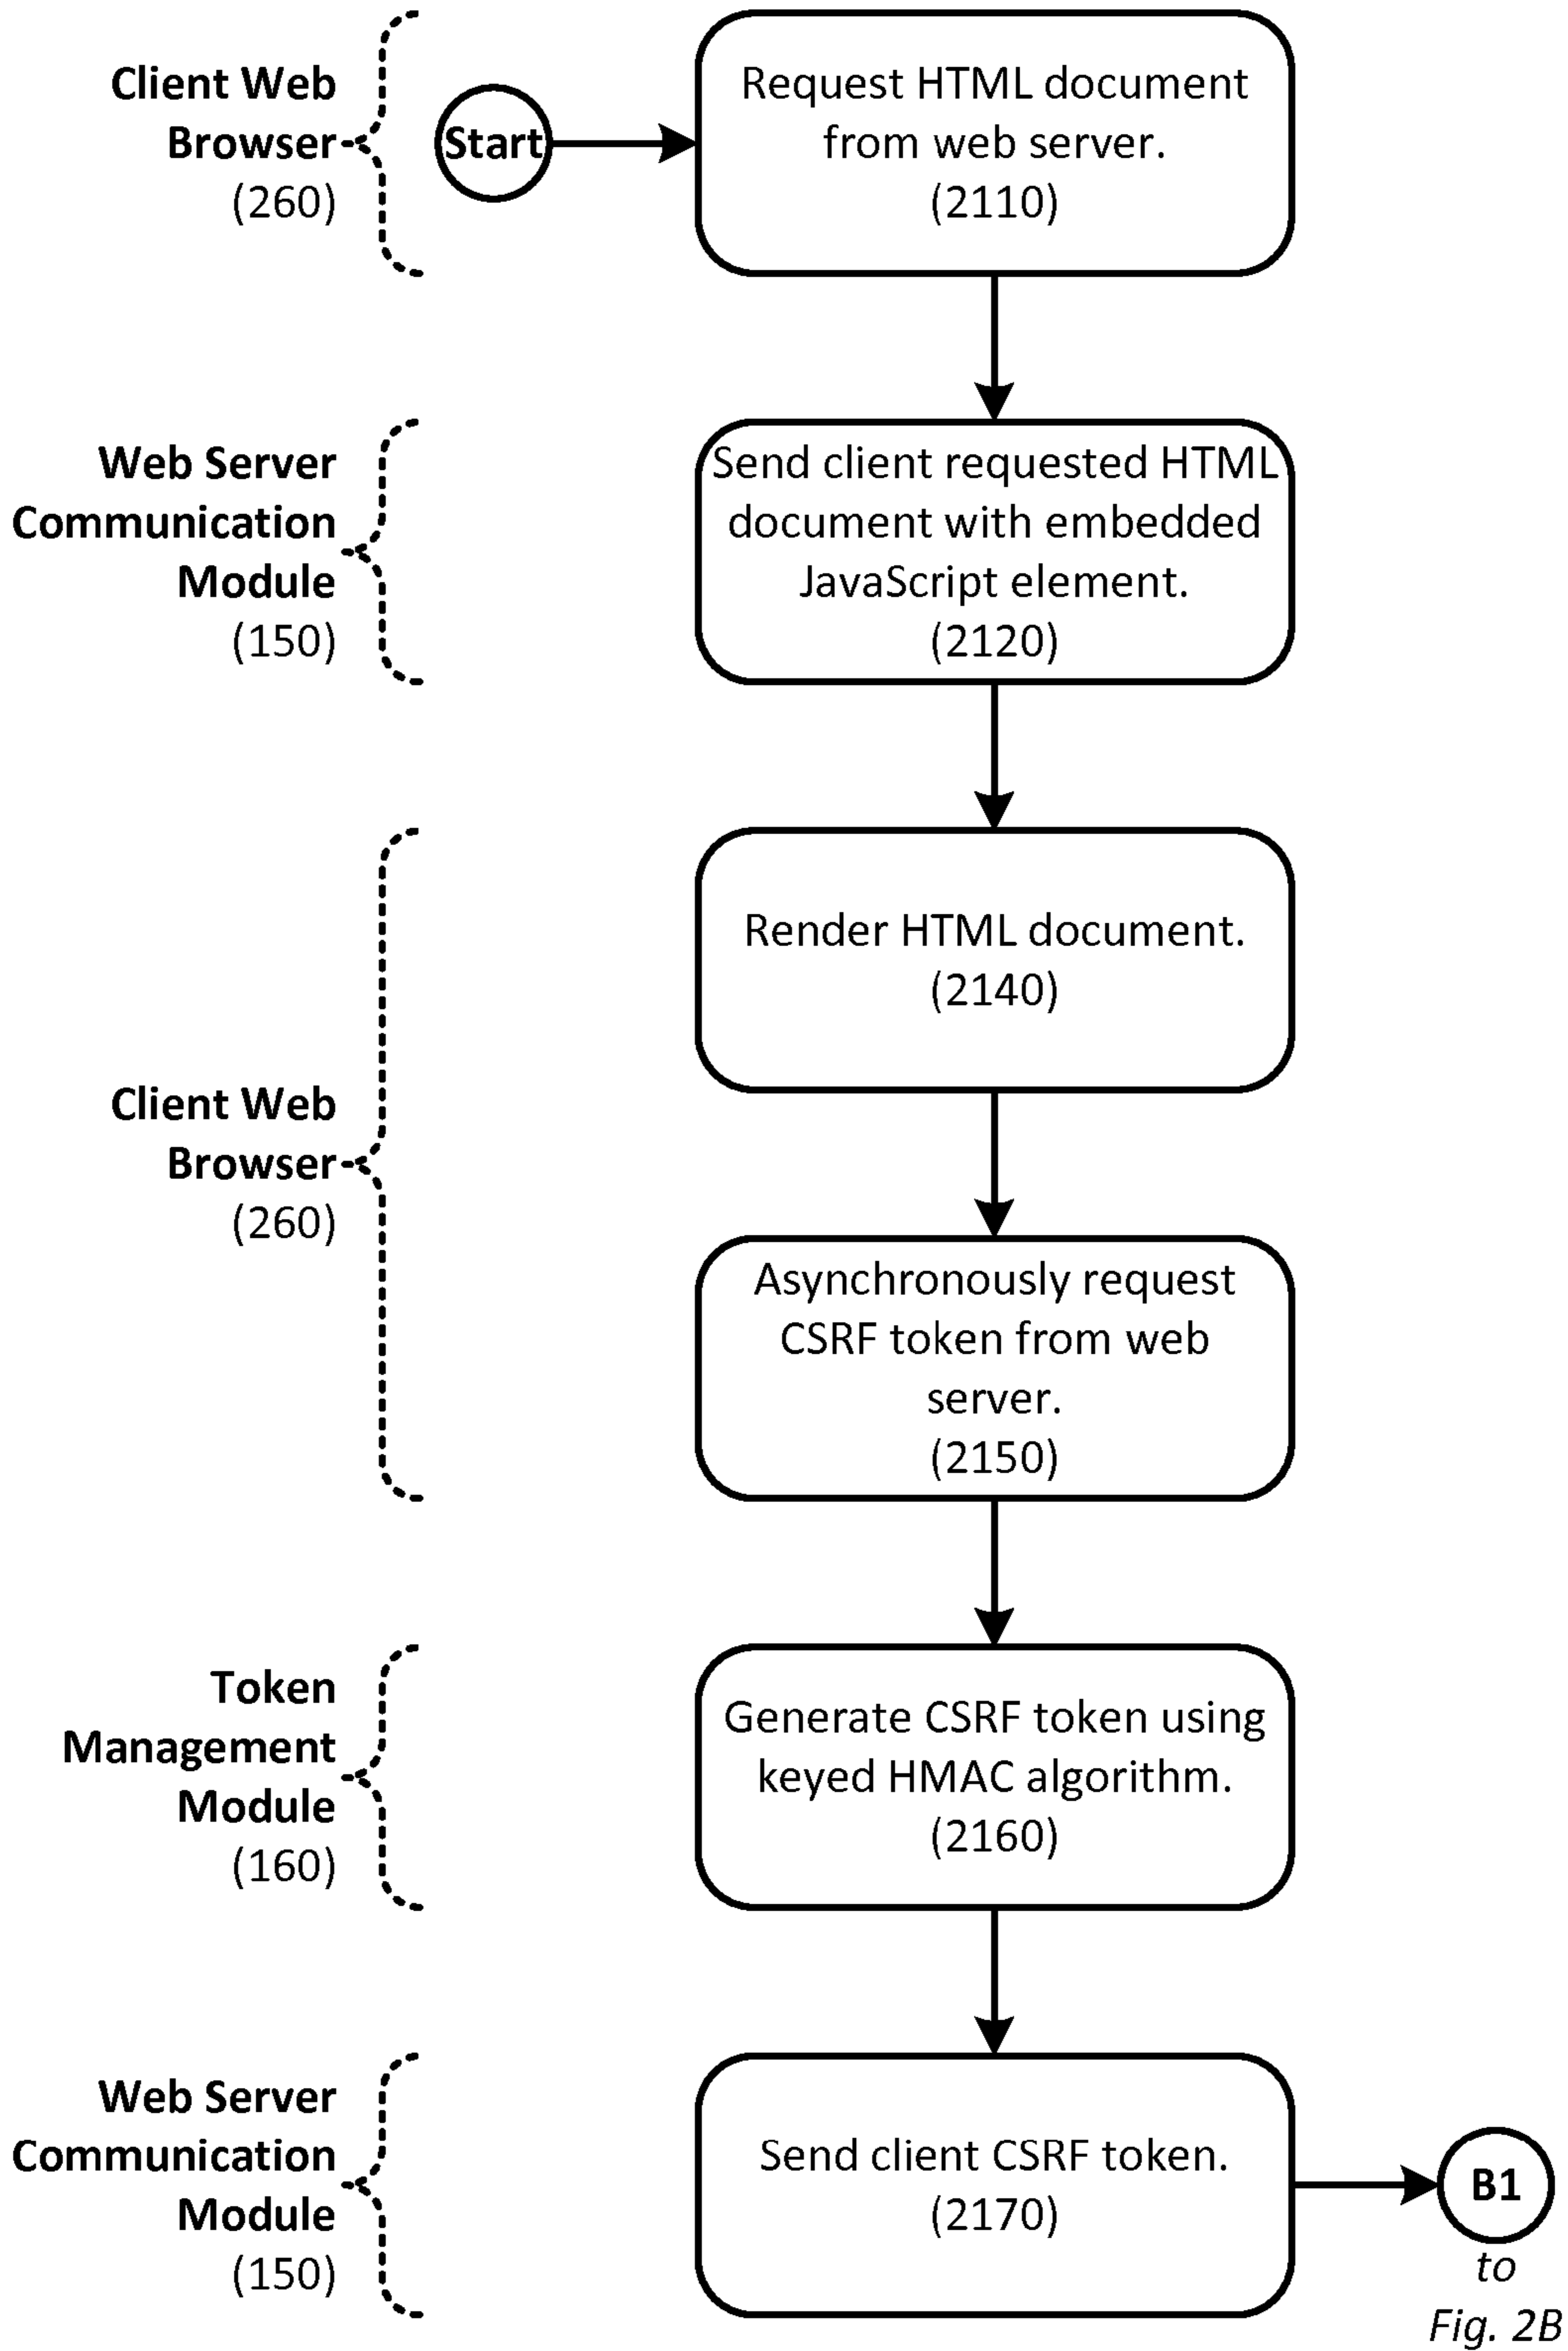 Client Web
Browser
(260)
Start
Request HTML document
from web server.
(2110)
Web Server
Communication
Module
(150)
Send client requested HTML
document with embedded
JavaScript element.
(2120)
Client Web
Browser
(260)
Render HTML document.
(2140)
Asynchronously request
CSRF token from web
server.
(2150)
Token
Management
Module
(160)
Generate CSRF token using
keyed HMAC algorithm.
(2160)
Web Server
Communication
Module
(150)
Send client CSRF token.
(2170)
B1
to
Fig. 2B